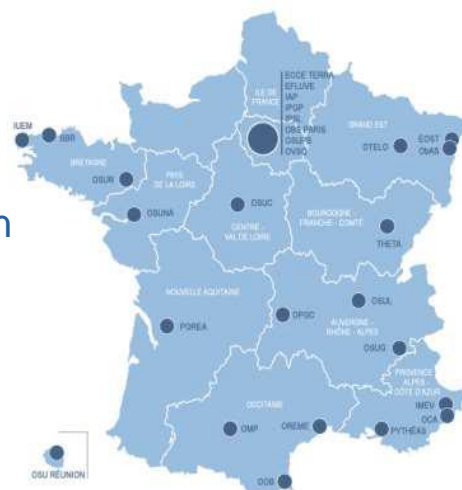 ECCE TERRA
EFLUVE
IAP
IPGP
IPSL
OBS PARIS
OSUPS
OVSQ
ILE DE
FRANCE
GRAND EST
IUEM
SBR
OTELO
EOST
ObAS
BRETAGNE
OSUR
PAYS
DE LA LOIRE
OSUNA
OSUC
CENTRE -
VAL DE LOIRE
BOURGOGNE -
FRANCHE - COMTÉ
THETA
n
NOUVELLE AQUITAINE
POREA
OPGC
OSUL
AUVERGNE -
RHÔNE - ALPES
OSUG
PROVENCE
ALPES -
CÔTE D'AZUR
IMEV
OCA
OCCITANIE
OMP
OREME
PYTHÉAS
OOB
OSU RÉUNION